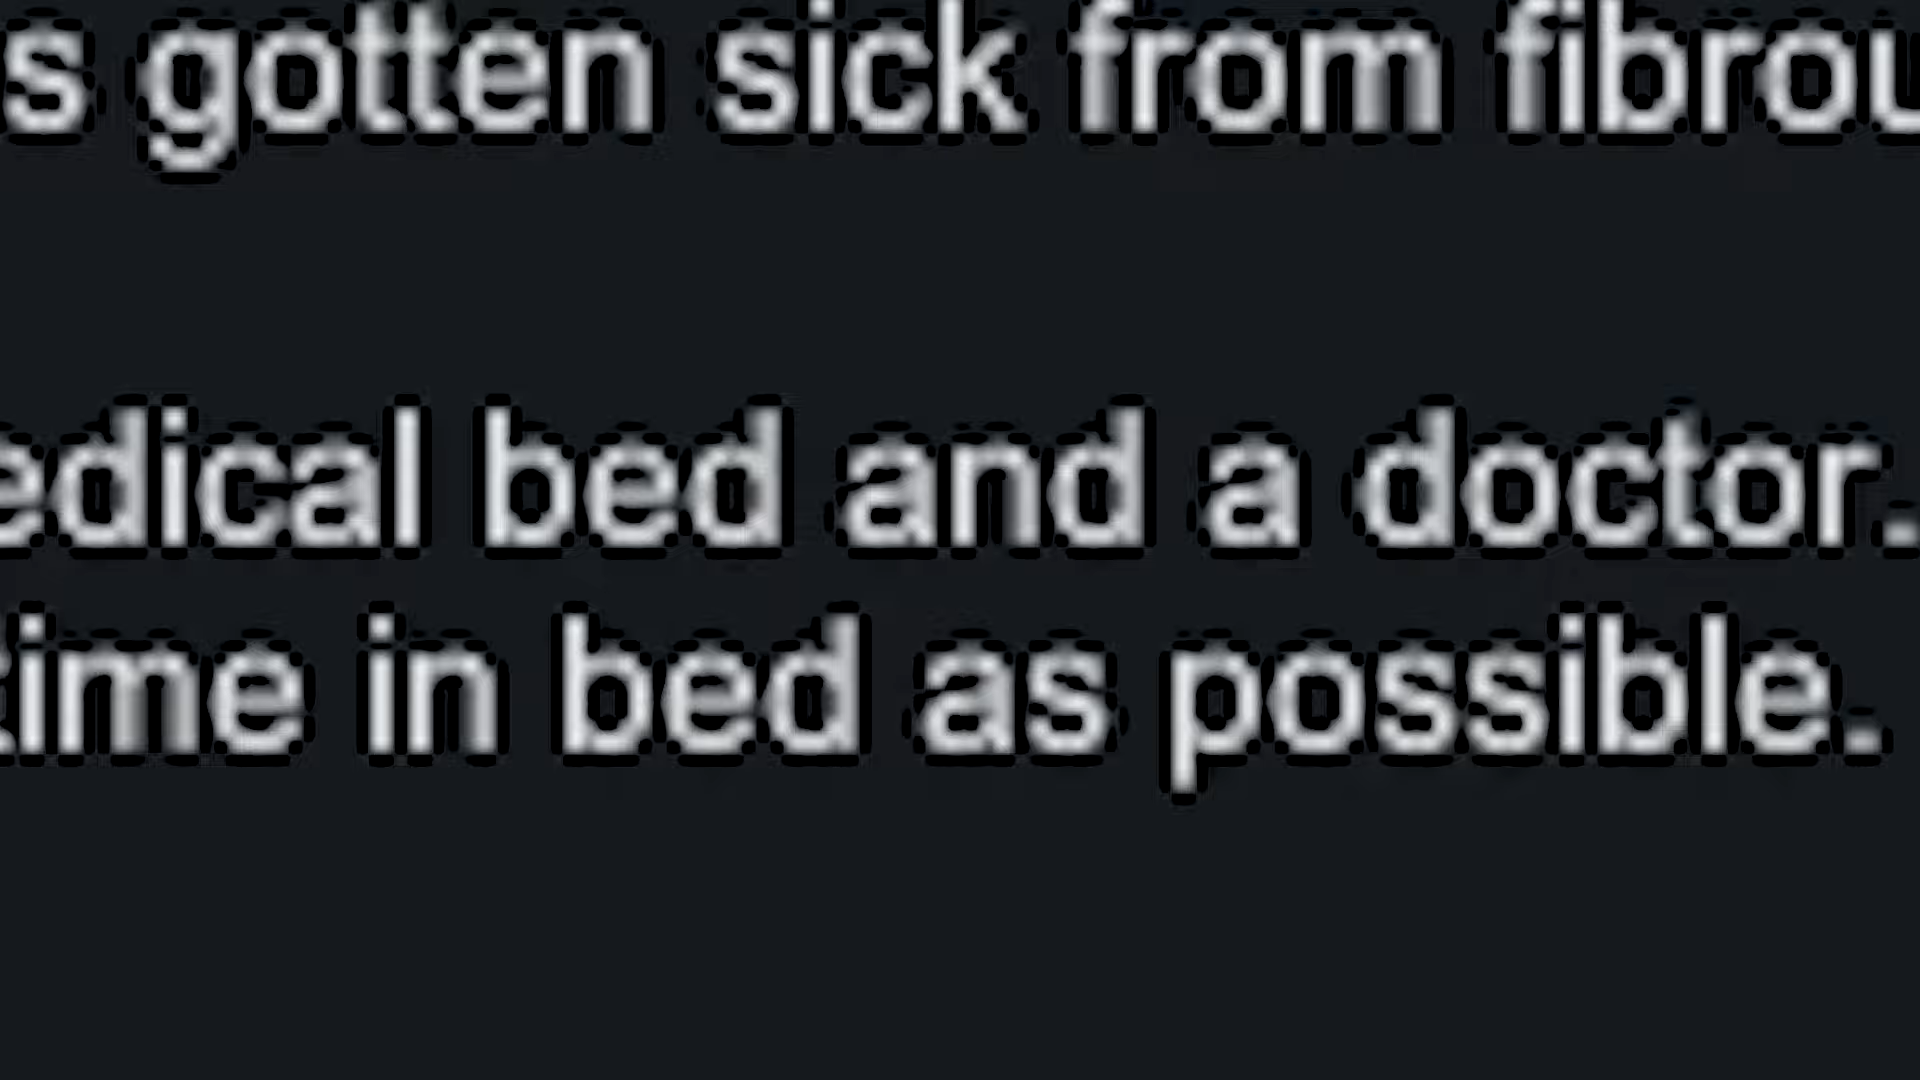 s gotten sick from fibrou
edical bed and a doctor.
time in bed as possible.